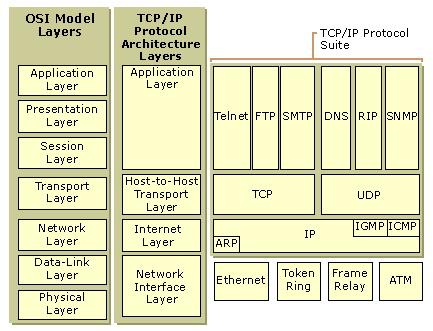 OSI Model
Layers
Application
Layer
Presentation
Layer
Session
Layer
Transport
Layer
Network
Layer
Data-Link
Layer
Physical
Layer
TCP/IP
Protocol
Architecture
Layers
Application
Layer
Host-to-Host
Transport
Layer
Internet
Layer
Network
Interface
Layer
TCP/IP Protocol
Suite
Telnet
FTP
SMTP
DNS
RIP
SNMP
TCP
UDP
IGMP
ICMP
IP
ARP
Ethernet
Token
Ring
Frame
Relay
ATM